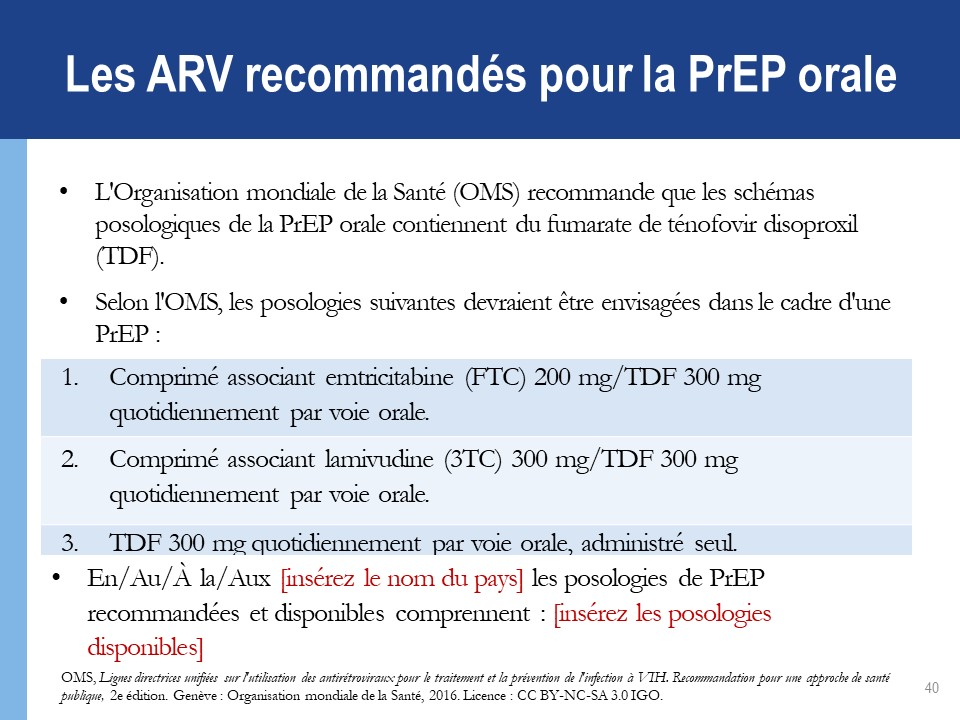 Les ARV recommandés pour la PrEP orale
• L'Organisation mondiale de la Santé (OMS) recommande que les schémas
posologiques de la PrEP orale contiennent du fumarate de ténofovir disoproxil
(TDF).
• Selon l'OMS, les posologies suivantes devraient être envisagées dans le cadre d'une
PrEP :
1. Comprimé associant emtricitabine (FTC) 200 mg/TDF 300 mg
quotidiennement par voie orale.
2. Comprimé associant lamivudine (3TC) 300 mg/TDF 300 mg
quotidiennement par voie orale.
3. TDF 300 mg quotidiennement par voie orale, administré seul.
• En/Au/À la/Aux [insérez le nom du pays] les posologies de PrEP
recommandées et disponibles comprennent : [insérez les posologies
disponibles]
OMS, Lignes directrices unifiées sur l'utilisation des antirétroviraux pour le traitement et la prévention de l'infection à VIH. Recommandation pour une approche de santé
publique, 2e édition. Genève : Organisation mondiale de la Santé, 2016. Licence : CC BY-NC-SA 3.0 IGO.
40